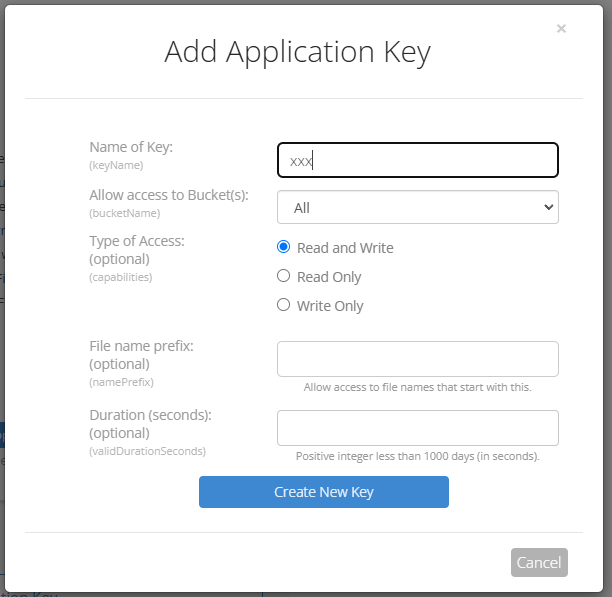 ×
Add Application Key
Name of Key:
(keyName)
xxx
Allow access to Bucket(s):
(bucketName)
All
Type of Access:
(optional)
(capabilities)
Read and Write
Read Only
Write Only
File name prefix:
(optional)
(namePrefix)
Allow access to file names that start with this.
Duration (seconds):
(optional)
(validDurationSeconds)
Positive integer less than 1000 days (in seconds).
Create New Key
Cancel